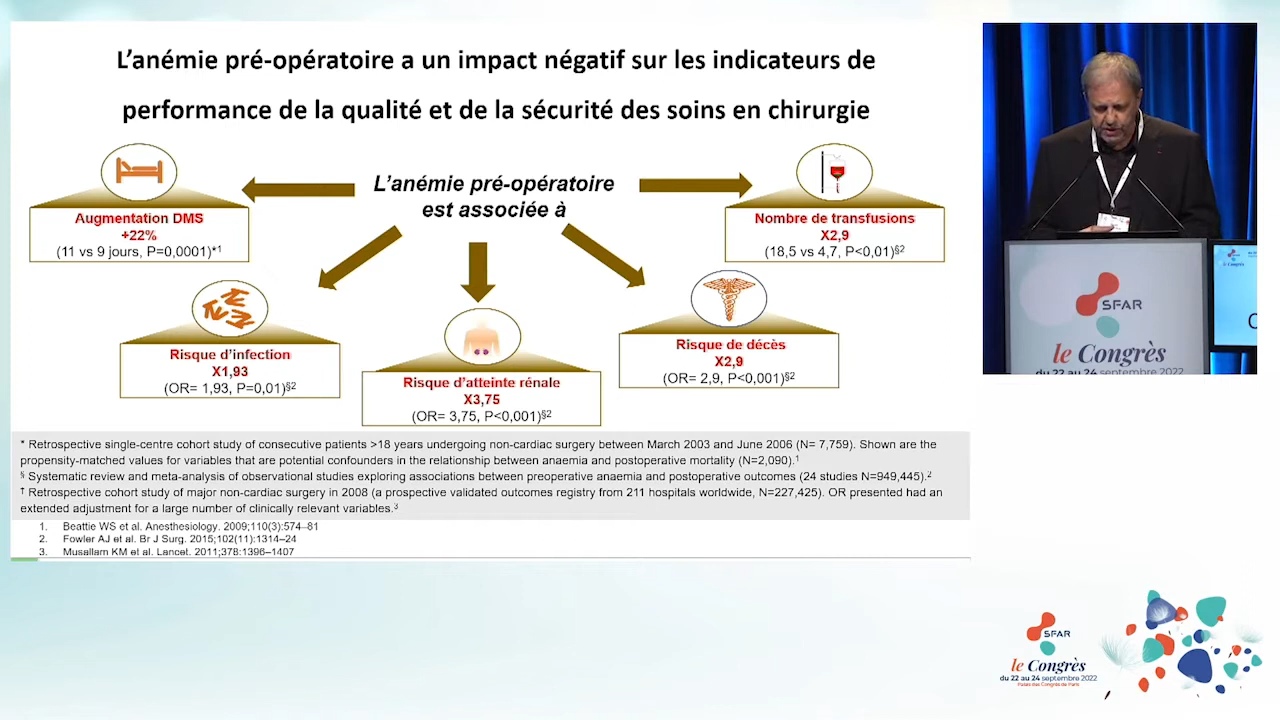 L'anémie pré-opératoire a un impact négatif sur les indicateurs de
performance de la qualité et de la sécurité des soins en chirurgie
L'anémie pré-opératoire
est associée à
Augmentation DMS
+22%
(11 vs 9 jours, P=0,0001)*1
Nombre de transfusions
X2,9
(18,5 vs 4,7, P<0,01)§2
Risque d'infection
X1,93
(OR= 1,93, P=0,01)§2
Risque d'atteinte rénale
X3,75
(OR= 3,75, P<0,001)§2
Risque de décès
X2,9
(OR= 2,9, P<0,001)§2
* Retrospective single-centre cohort study of consecutive patients >18 years undergoing non-cardiac surgery between March 2003 and June 2006 (N= 7,759). Shown are the
propensity-matched values for variables that are potential confounders in the relationship between anaemia and postoperative mortality (N=2,090).1
§ Systematic review and meta-analysis of observational studies exploring associations between preoperative anaemia and postoperative outcomes (24 studies N=949,445).2
† Retrospective cohort study of major non-cardiac surgery in 2008 (a prospective validated outcomes registry from 211 hospitals worldwide, N=227,425). OR presented had an
extended adjustment for a large number of clinically relevant variables.3
1. Beattie WS et al. Anesthesiology. 2009;110(3):574–81
2. Fowler AJ et al. Br J Surg. 2015;102(11):1314–24
3. Musallam KM et al. Lancet. 2011;378:1396–1407
SFAR
le Congrès
du 22 au 24 septembre 2022
SFAR
le Congrès
du 22 au 24 septembre 2022
Palais des Congrès de Paris